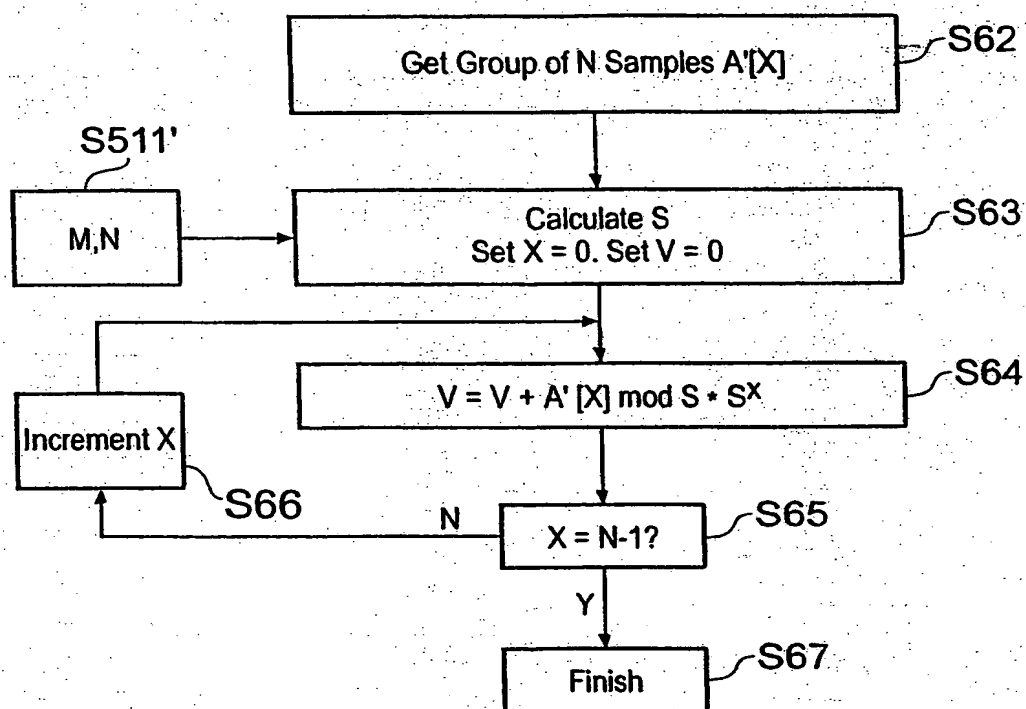 Get Group of N Samples A'[X]
S62
S511'
M,N
Calculate S
Set X = 0. Set V = 0
S63
V = V + A' [X] mod S * S^X
S64
Increment X
S66
N
X = N-1?
S65
Y
Finish
S67